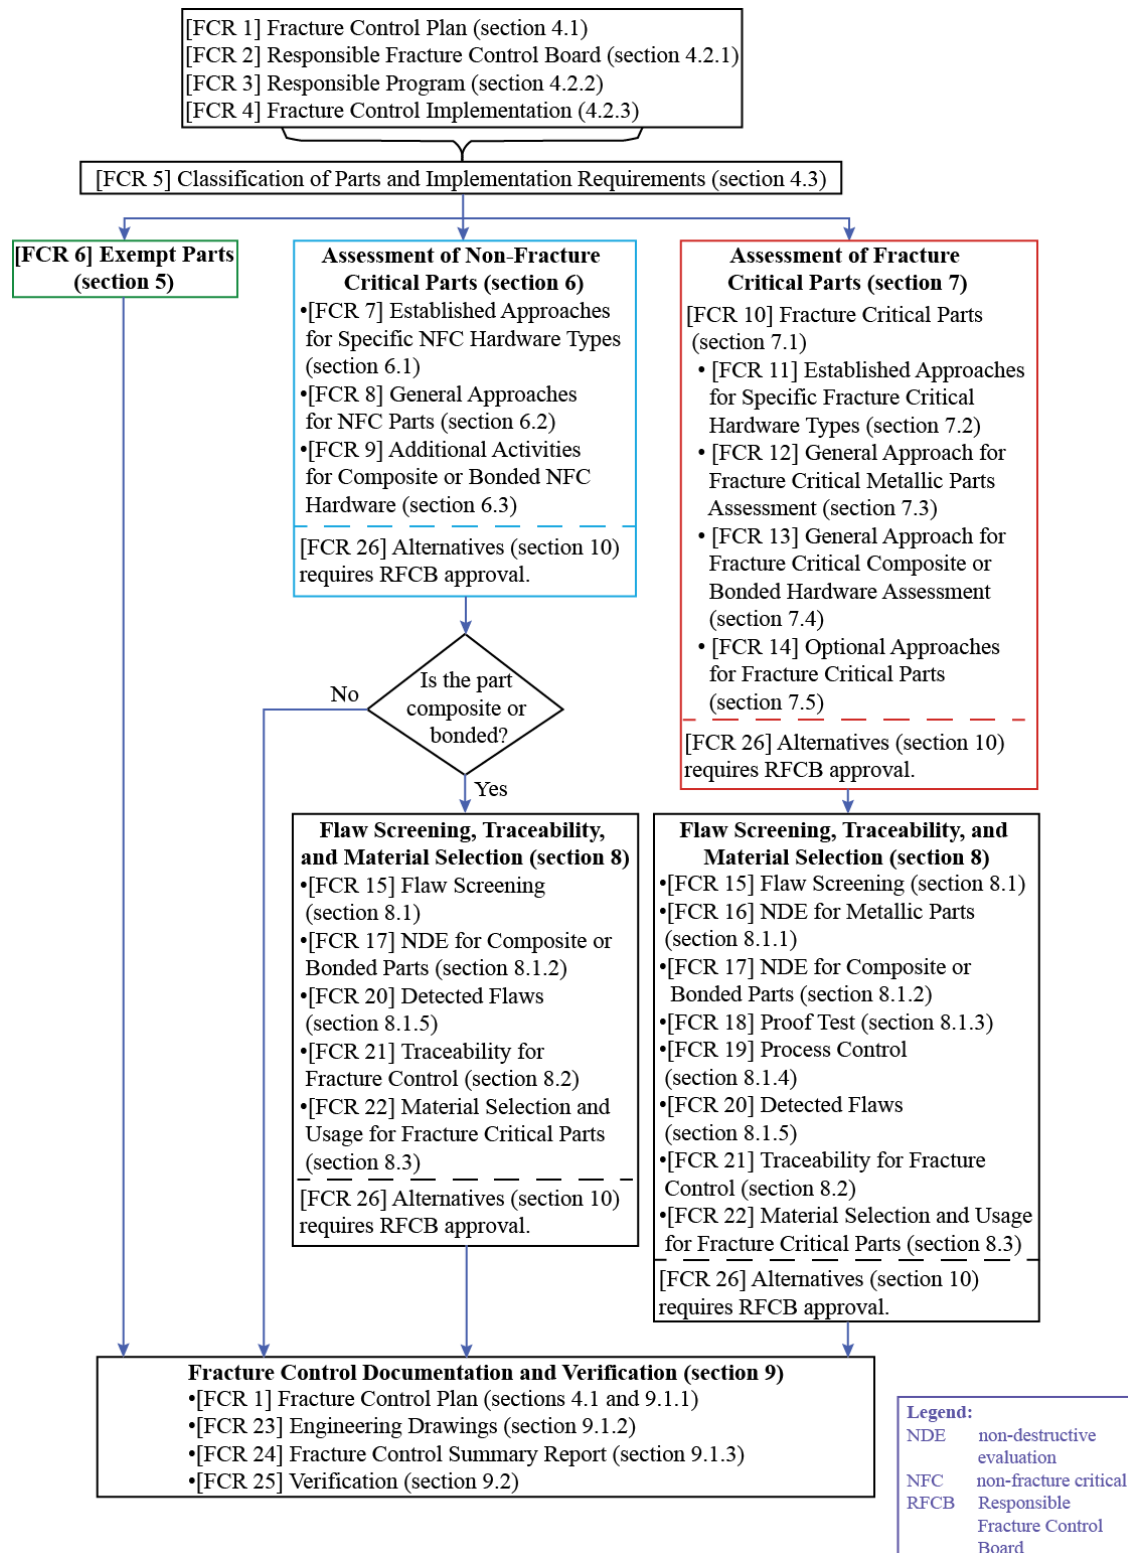 [FCR 1] Fracture Control Plan (section 4.1)
[FCR 2] Responsible Fracture Control Board (section 4.2.1)
[FCR 3] Responsible Program (section 4.2.2)
[FCR 4] Fracture Control Implementation (4.2.3)
[FCR 5] Classification of Parts and Implementation Requirements (section 4.3)
[FCR 6] Exempt Parts
(section 5)
Assessment of Non-Fracture
Critical Parts (section 6)
•[FCR 7] Established Approaches
for Specific NFC Hardware Types
(section 6.1)
•[FCR 8] General Approaches
for NFC Parts (section 6.2)
•[FCR 9] Additional Activities
for Composite or Bonded NFC
Hardware (section 6.3)
[FCR 26] Alternatives (section 10)
requires RFCB approval.
Assessment of Fracture
Critical Parts (section 7)
[FCR 10] Fracture Critical Parts
(section 7.1)
• [FCR 11] Established Approaches
for Specific Fracture Critical
Hardware Types (section 7.2)
• [FCR 12] General Approach for
Fracture Critical Metallic Parts
Assessment (section 7.3)
• [FCR 13] General Approach for
Fracture Critical Composite or
Bonded Hardware Assessment
(section 7.4)
• [FCR 14] Optional Approaches
for Fracture Critical Parts
(section 7.5)
[FCR 26] Alternatives (section 10)
requires RFCB approval.
No
Is the part
composite or
bonded?
Yes
Flaw Screening, Traceability,
and Material Selection (section 8)
•[FCR 15] Flaw Screening
(section 8.1)
•[FCR 17] NDE for Composite or
Bonded Parts (section 8.1.2)
•[FCR 20] Detected Flaws
(section 8.1.5)
•[FCR 21] Traceability for
Fracture Control (section 8.2)
•[FCR 22] Material Selection and
Usage for Fracture Critical Parts
(section 8.3)
[FCR 26] Alternatives (section 10)
requires RFCB approval.
Flaw Screening, Traceability, and
Material Selection (section 8)
•[FCR 15] Flaw Screening (section 8.1)
•[FCR 16] NDE for Metallic Parts
(section 8.1.1)
•[FCR 17] NDE for Composite or
Bonded Parts (section 8.1.2)
•[FCR 18] Proof Test (section 8.1.3)
•[FCR 19] Process Control
(section 8.1.4)
•[FCR 20] Detected Flaws
(section 8.1.5)
•[FCR 21] Traceability for Fracture
Control (section 8.2)
•[FCR 22] Material Selection and Usage
for Fracture Critical Parts (section 8.3)
[FCR 26] Alternatives (section 10)
requires RFCB approval.
Fracture Control Documentation and Verification (section 9)
•[FCR 1] Fracture Control Plan (sections 4.1 and 9.1.1)
•[FCR 23] Engineering Drawings (section 9.1.2)
•[FCR 24] Fracture Control Summary Report (section 9.1.3)
•[FCR 25] Verification (section 9.2)
Legend:
NDE non-destructive
evaluation
NFC non-fracture critical
RFCB Responsible
Fracture Control
Board